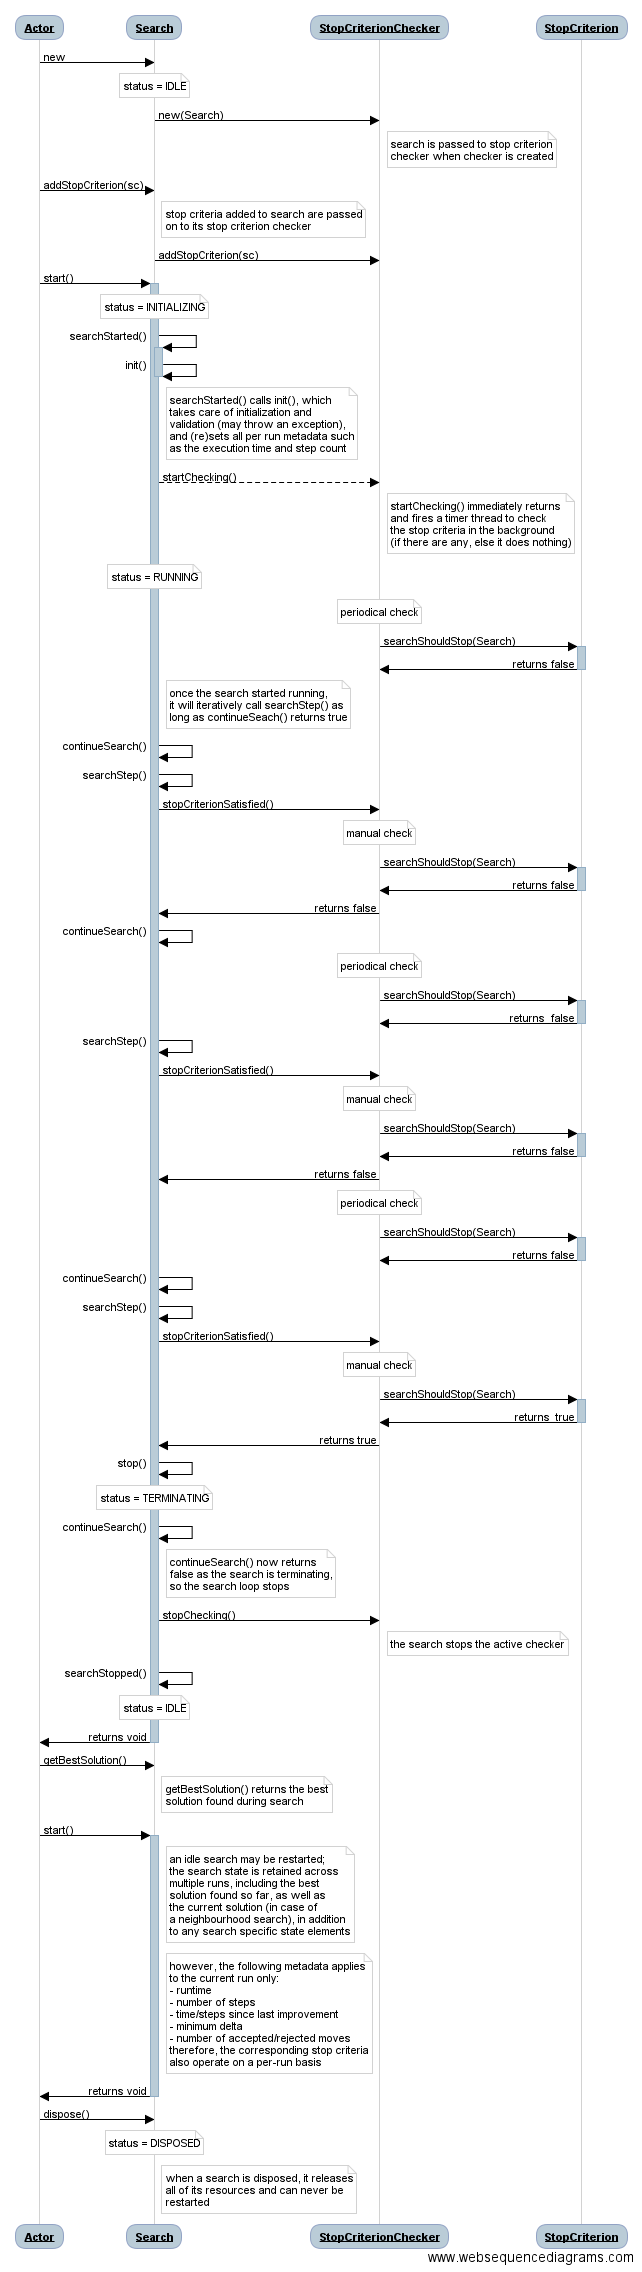 Actor Search StopCriterionChecker StopCriterion
new
status = IDLE
new(Search)
search is passed to stop criterion
checker when checker is created
addStopCriterion(sc)
stop criteria added to search are passed
on to its stop criterion checker
addStopCriterion(sc)
start()
status = INITIALIZING
searchStarted()
init()
searchStarted() calls init(), which
takes care of initialization and
validation (may throw an exception),
and (re)sets all per run metadata such
as the execution time and step count
startChecking()
startChecking() immediately returns
and fires a timer thread to check
the stop criteria in the background
(if there are any, else it does nothing)
status = RUNNING
periodical check
searchShouldStop(Search)
returns false
once the search started running,
it will iteratively call searchStep() as
long as continueSeach() returns true
continueSearch()
searchStep()
stopCriterionSatisfied()
manual check
searchShouldStop(Search)
returns false
returns false
continueSearch()
periodical check
searchShouldStop(Search)
returns  false
searchStep()
stopCriterionSatisfied()
manual check
searchShouldStop(Search)
returns false
returns false
periodical check
searchShouldStop(Search)
returns false
continueSearch()
searchStep()
stopCriterionSatisfied()
manual check
searchShouldStop(Search)
returns  true
returns true
stop()
status = TERMINATING
continueSearch()
continueSearch() now returns
false as the search is terminating,
so the search loop stops
stopChecking()
the search stops the active checker
searchStopped()
status = IDLE
returns void
getBestSolution()
getBestSolution() returns the best
solution found during search
start()
an idle search may be restarted;
the search state is retained across
multiple runs, including the best
solution found so far, as well as
the current solution (in case of
a neighbourhood search), in addition
to any search specific state elements
however, the following metadata applies
to the current run only:
- runtime
- number of steps
- time/steps since last improvement
- minimum delta
- number of accepted/rejected moves
therefore, the corresponding stop criteria
also operate on a per-run basis
returns void
dispose()
status = DISPOSED
when a search is disposed, it releases
all of its resources and can never be
restarted
Actor Search StopCriterionChecker StopCriterion
www.websequencediagrams.com